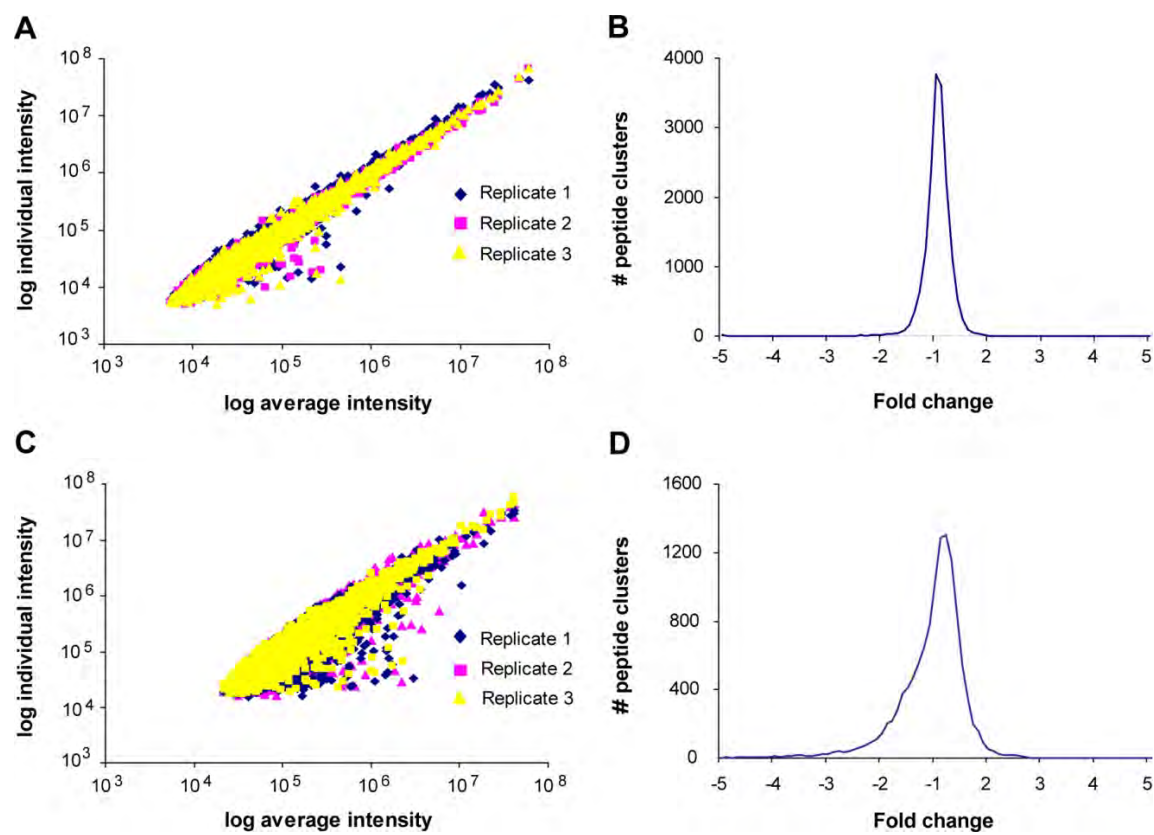 A
log individual intensity
10^8
10^7
10^6
10^5
10^4
10^3
Replicate 1
Replicate 2
Replicate 3
10^3 10^4 10^5 10^6 10^7 10^8
log average intensity
B
# peptide clusters
4000
3000
2000
1000
0
-5 -4 -3 -2 -1 2 3 4 5
Fold change
C
log individual intensity
10^8
10^7
10^6
10^5
10^4
10^3
Replicate 1
Replicate 2
Replicate 3
10^3 10^4 10^5 10^6 10^7 10^8
log average intensity
D
# peptide clusters
1600
1200
800
400
0
-5 -4 -3 -2 -1 2 3 4 5
Fold change